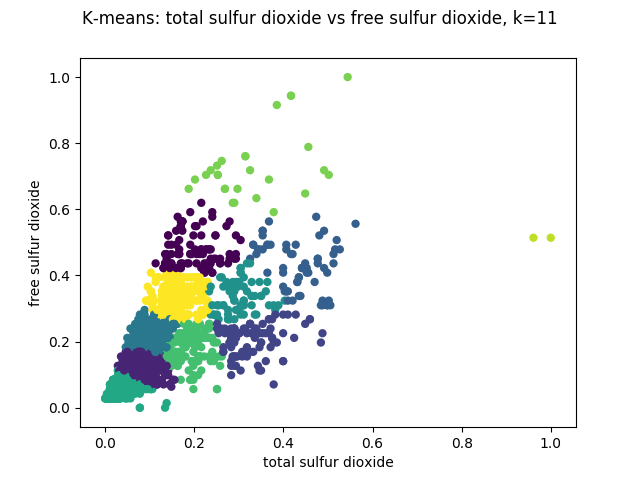 K-means: total sulfur dioxide vs free sulfur dioxide, k=11
1.0
0.8
0.6
0.4
0.2
0.0
free sulfur dioxide
0.0 0.2 0.4 0.6 0.8 1.0
total sulfur dioxide